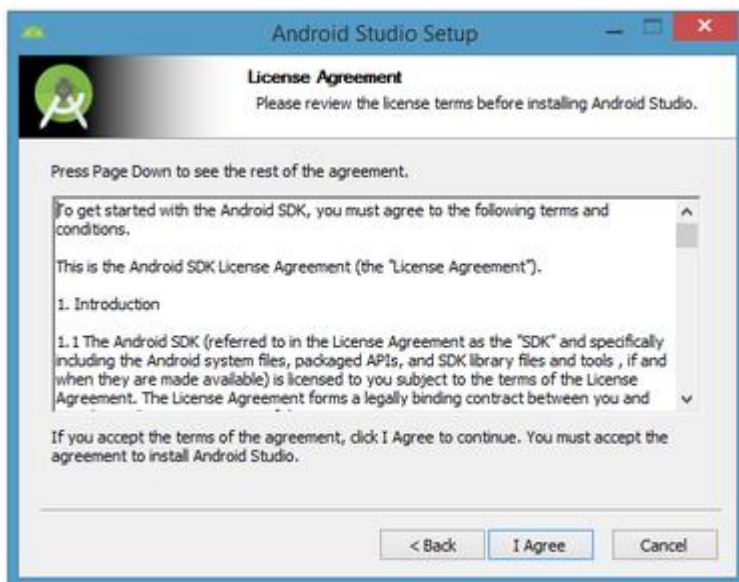 Android Studio Setup
License Agreement
Please review the license terms before installing Android Studio.
Press Page Down to see the rest of the agreement.
To get started with the Android SDK, you must agree to the following terms and
conditions.
This is the Android SDK License Agreement (the "License Agreement").
1. Introduction
1.1 The Android SDK (referred to in the License Agreement as the "SDK" and specifically
including the Android system files, packaged APIs, and SDK library files and tools , if and
when they are made available) is licensed to you subject to the terms of the License
Agreement. The License Agreement forms a legally binding contract between you and
If you accept the terms of the agreement, click I Agree to continue. You must accept the
agreement to install Android Studio.
< Back I Agree Cancel